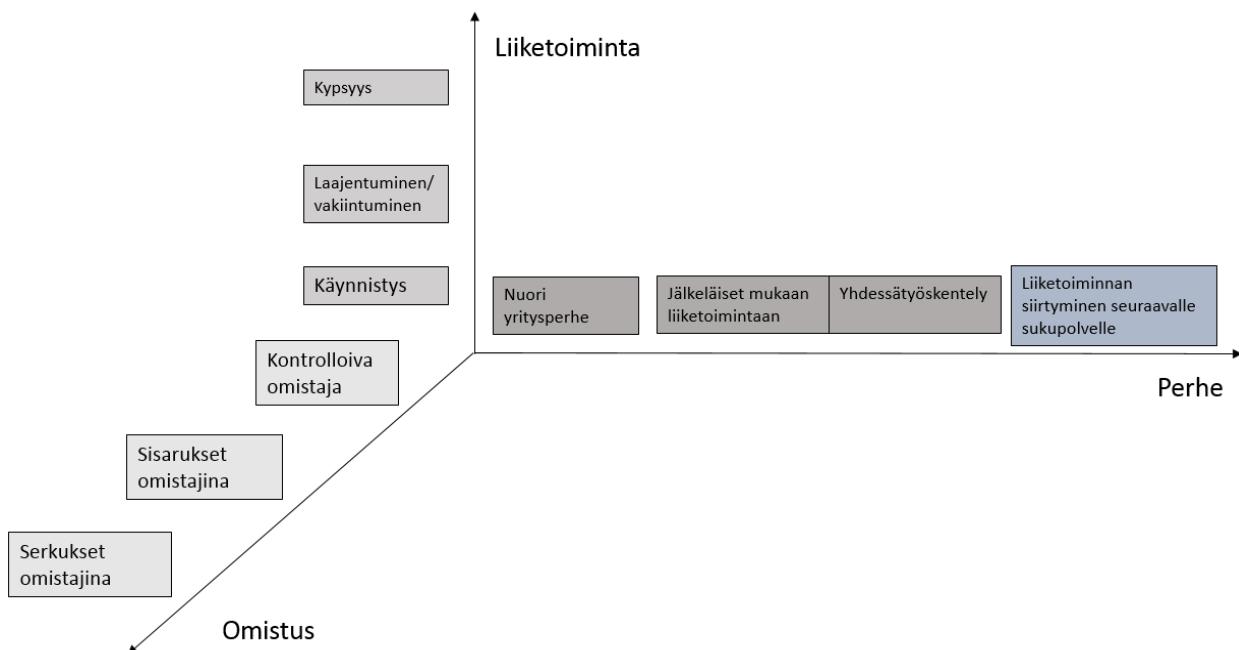 Liiketoiminta
Kypsyys
Laajentuminen/
vakiintuminen
Käynnistys
Nuori
yritysperhe
Jälkeläiset mukaan
liiketoimintaan
Yhdessätyöskentely
Liiketoiminnan
siirtyminen seuraavalle
sukupolvelle
Kontrolloiva
omistaja
Perhe
Sisarukset
omistajina
Serkukset
omistajina
Omistus